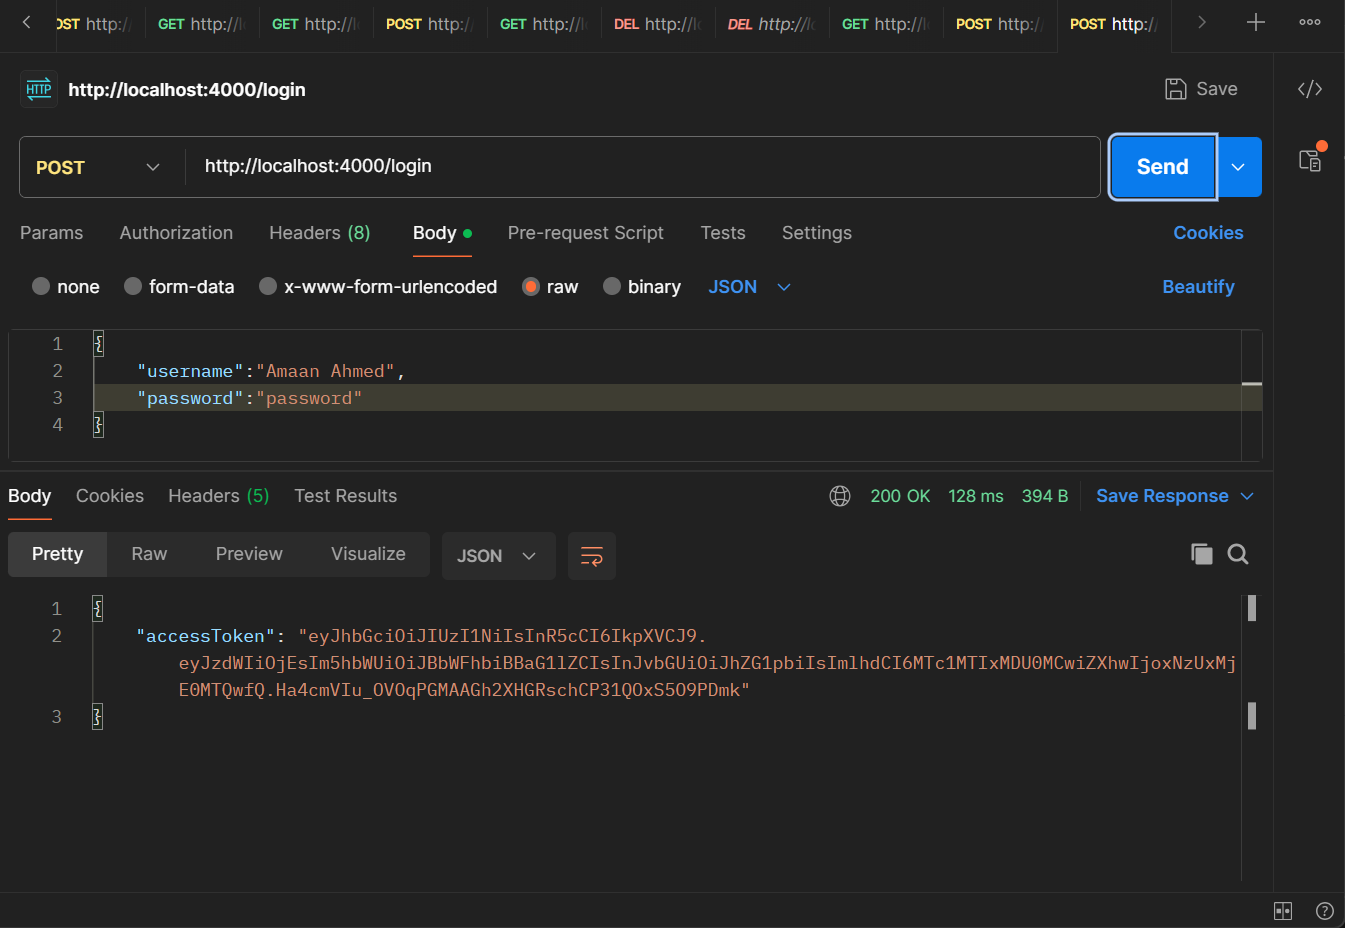 OST http:/
GET http://l
GET http://l
POST http:/
GET http://l
DEL http://l
DEL http://l
GET http://l
POST http:/
POST http:/
HTTP http://localhost:4000/login Save
POST http://localhost:4000/login Send
Params Authorization Headers (8) Body Pre-request Script Tests Settings Cookies
none form-data x-www-form-urlencoded raw binary JSON Beautify
1 {
2 "username":"Amaan Ahmed",
3 "password":"password"
4 }
Body Cookies Headers (5) Test Results 200 OK 128 ms 394 B Save Response
Pretty Raw Preview Visualize JSON
1 {
2 "accessToken": "eyJhbGciOiJIUzI1NiIsInR5cCI6IkpXVCJ9.
eyJzdWIiOjEsIm5hbWUiOiJBbWFhbiBBaG1lZCIsInJvbGUiOiJhZG1pbiIsImlhdCI6MTc1MTIxMDU0MCwiZXhwIjoxNzUxMj
E0MTQwfQ.Ha4cmVIu_OVOqPGMAAGh2XHGRschCP31QOxS5O9PDmk"
3 }